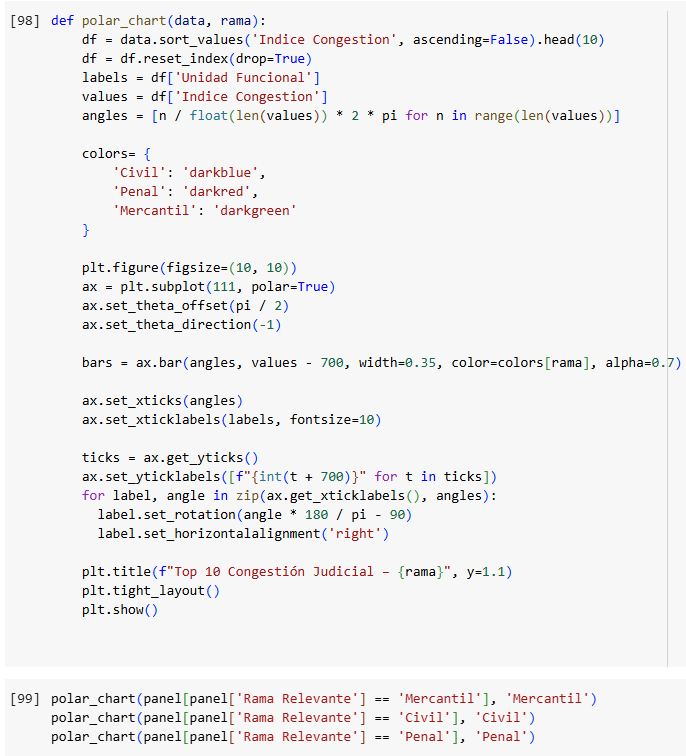 [98] def polar_chart(data, rama):
    df = data.sort_values('Indice Congestion', ascending=False).head(10)
    df = df.reset_index(drop=True)
    labels = df['Unidad Funcional']
    values = df['Indice Congestion']
    angles = [n / float(len(values)) * 2 * pi for n in range(len(values))]

    colors= {
        'Civil': 'darkblue',
        'Penal': 'darkred',
        'Mercantil': 'darkgreen'
    }

    plt.figure(figsize=(10, 10))
    ax = plt.subplot(111, polar=True)
    ax.set_theta_offset(pi / 2)
    ax.set_theta_direction(-1)

    bars = ax.bar(angles, values - 700, width=0.35, color=colors[rama], alpha=0.7)

    ax.set_xticks(angles)
    ax.set_xticklabels(labels, fontsize=10)

    ticks = ax.get_yticks()
    ax.set_yticklabels([f"{int(t + 700)}" for t in ticks])
    for label, angle in zip(ax.get_xticklabels(), angles):
      label.set_rotation(angle * 180 / pi - 90)
      label.set_horizontalalignment('right')

    plt.title(f"Top 10 Congestión Judicial – {rama}", y=1.1)
    plt.tight_layout()
    plt.show()

[99] polar_chart(panel[panel['Rama Relevante'] == 'Mercantil'], 'Mercantil')
polar_chart(panel[panel['Rama Relevante'] == 'Civil'], 'Civil')
polar_chart(panel[panel['Rama Relevante'] == 'Penal'], 'Penal')